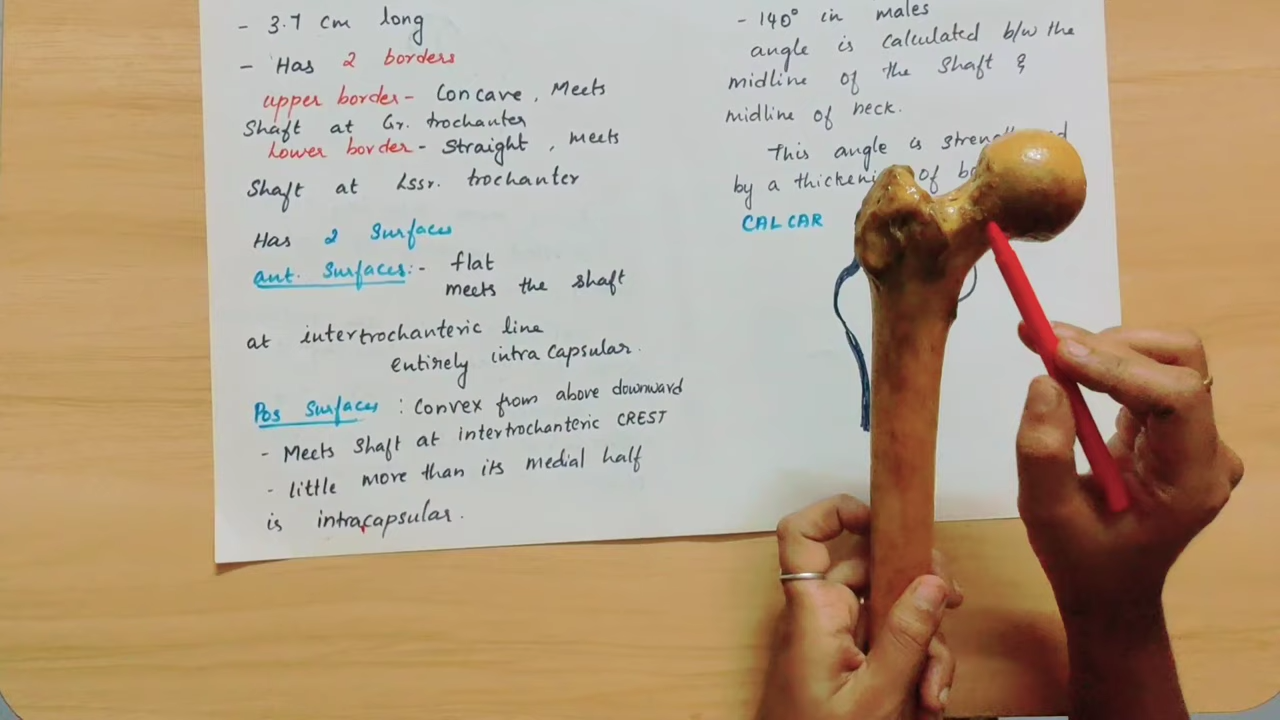 - 3.7 cm long
- Has 2 borders
upper border - Concave, Meets
Shaft at Gr. trochanter
Lower border - Straight, meets
Shaft at Lssr. trochanter
Has 2 Surfaces
ant. Surfaces:- flat
meets the shaft
at intertrochanteric line
entirely intra capsular.
Pos Surfaces : Convex from above downward
- Meets Shaft at intertrochanteric CREST
- little more than its medial half
is intracapsular.
- 140° in males
angle is calculated b/w the
midline of the shaft &
midline of neck.
This angle is
by a of
CALCAR